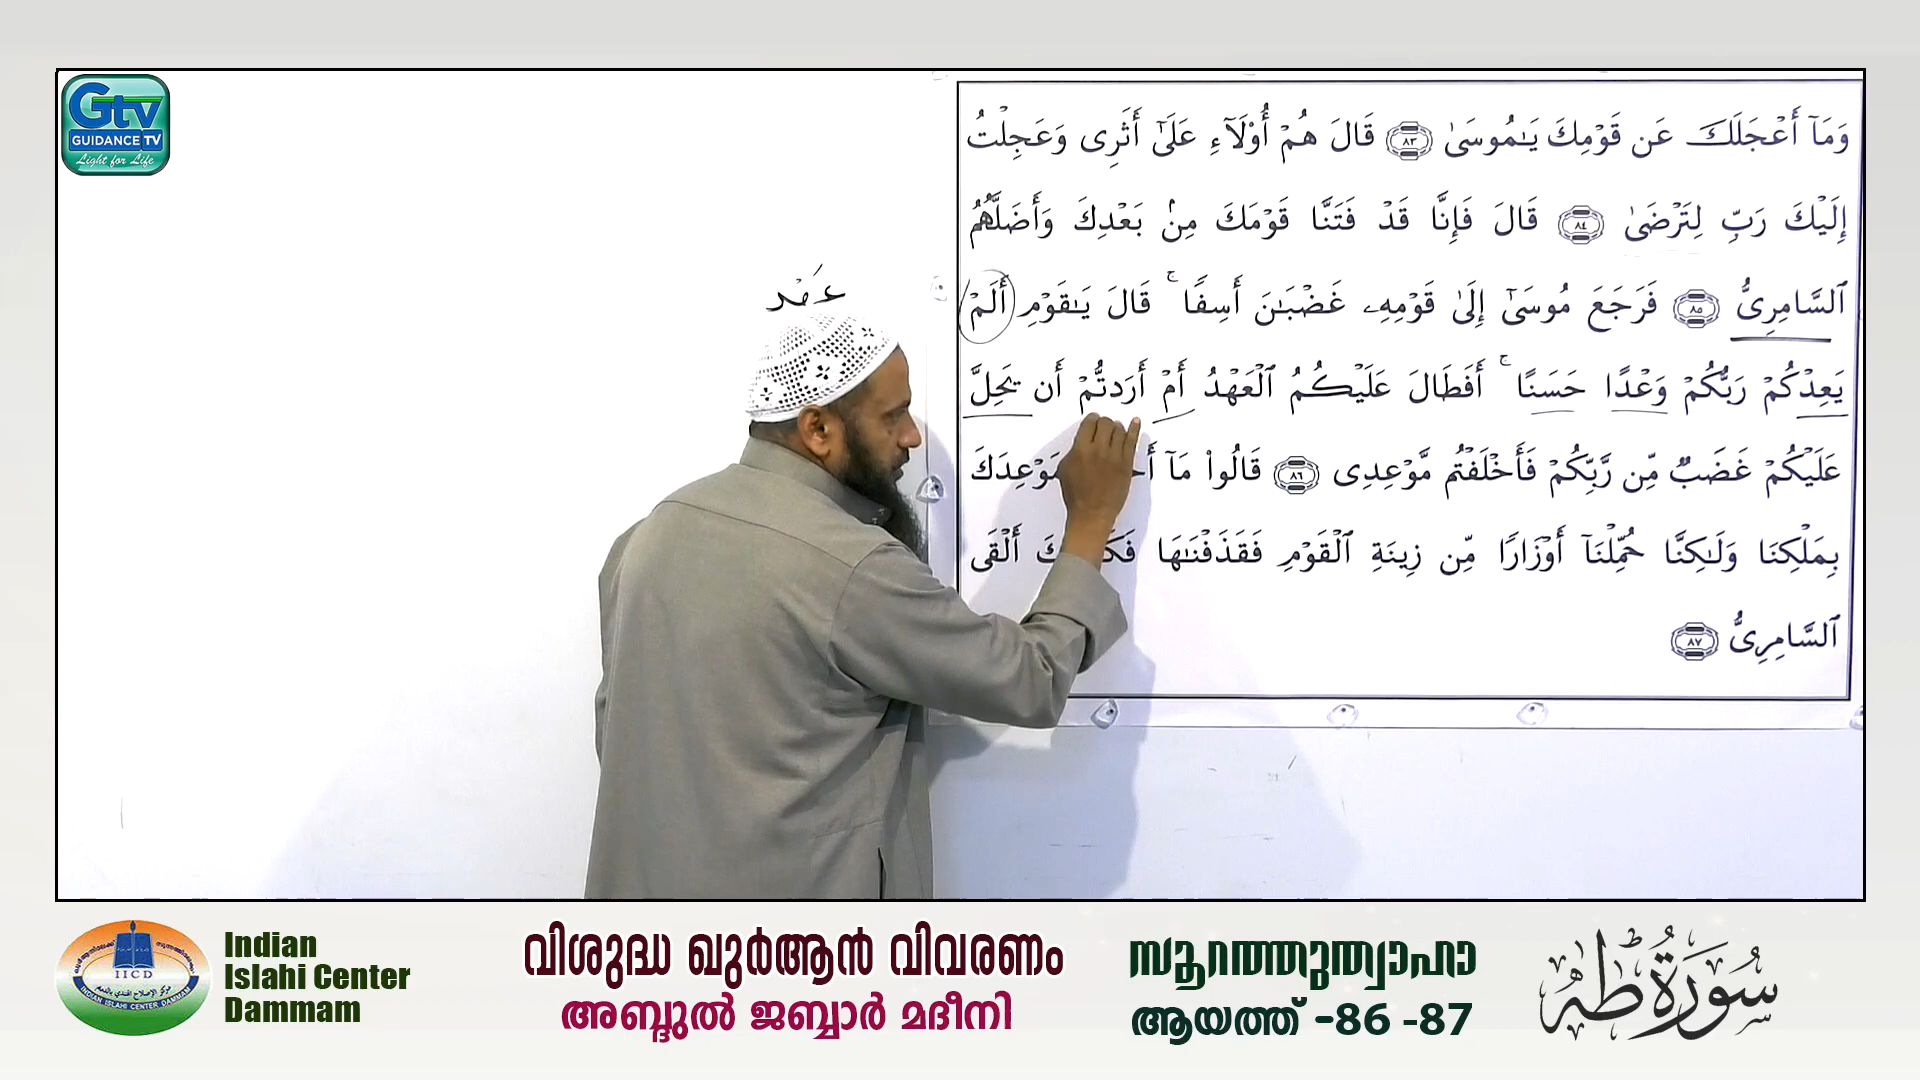 Gtv
GUIDANCE TV
Light for Life
عهد
وَمَآ أَعْجَلَكَ عَن قَوْمِكَ يَـٰمُوسَىٰ ٨٣ قَالَ هُمْ أُو۟لَآءِ عَلَىٰٓ أَثَرِى وَعَجِلْتُ
إِلَيْكَ رَبِّ لِتَرْضَىٰ ٨٤ قَالَ فَإِنَّا قَدْ فَتَنَّا قَوْمَكَ مِنۢ بَعْدِكَ وَأَضَلَّهُمُ
ٱلسَّامِرِىُّ ٨٥ فَرَجَعَ مُوسَىٰٓ إِلَىٰ قَوْمِهِۦ غَضْبَـٰنَ أَسِفًا ۚ قَالَ يَـٰقَوْمِ أَلَمْ
يَعِدْكُمْ رَبُّكُمْ وَعْدًا حَسَنًا ۚ أَفَطَالَ عَلَيْكُمُ ٱلْعَهْدُ أَمْ أَرَدتُّمْ أَن يَحِلَّ
عَلَيْكُمْ غَضَبٌ مِّن رَّبِّكُمْ فَأَخْلَفْتُم مَّوْعِدِى ٨٦ قَالُوا۟ مَآ مَوْعِدَكَ
بِمَلْكِنَا وَلَـٰكِنَّا حُمِّلْنَآ أَوْزَارًا مِّن زِينَةِ ٱلْقَوْمِ فَقَذَفْنَـٰهَا أَلْقَى
ٱلسَّامِرِىُّ ٨٧
IICD
INDIAN ISLAHI CENTER DAMMAM
Indian
Islahi Center
Dammam
വിശുദ്ധ ഖുർആൻ വിവരണം
അബ്ദുൽ ജബ്ബാർ മദീനി
സൂറത്തുത്വാഹാ
ആയത്ത് -86 -87
سُورَةُ طه